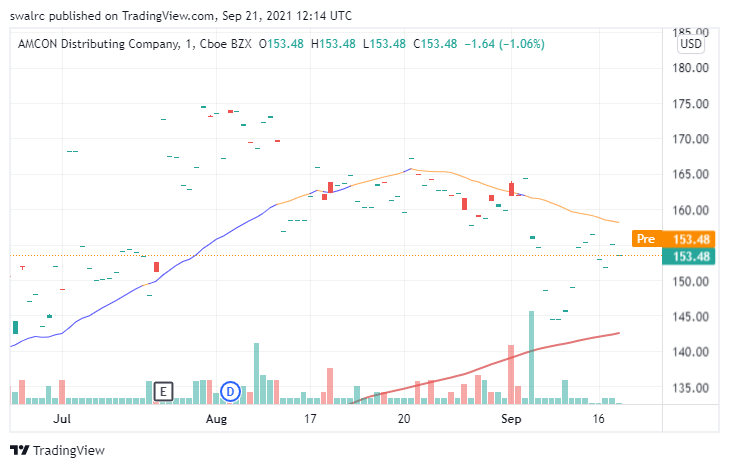 swalrc published on TradingView.com, Sep 21, 2021 12:14 UTC
AMCON Distributing Company, 1, Cboe BZX O153.48 H153.48 L153.48 C153.48 −1.64 (−1.06%)
185.00
USD
180.00
175.00
170.00
165.00
160.00
Pre 153.48
153.48
150.00
145.00
140.00
135.00
E
D
Jul Aug 17 20 Sep 16
TradingView